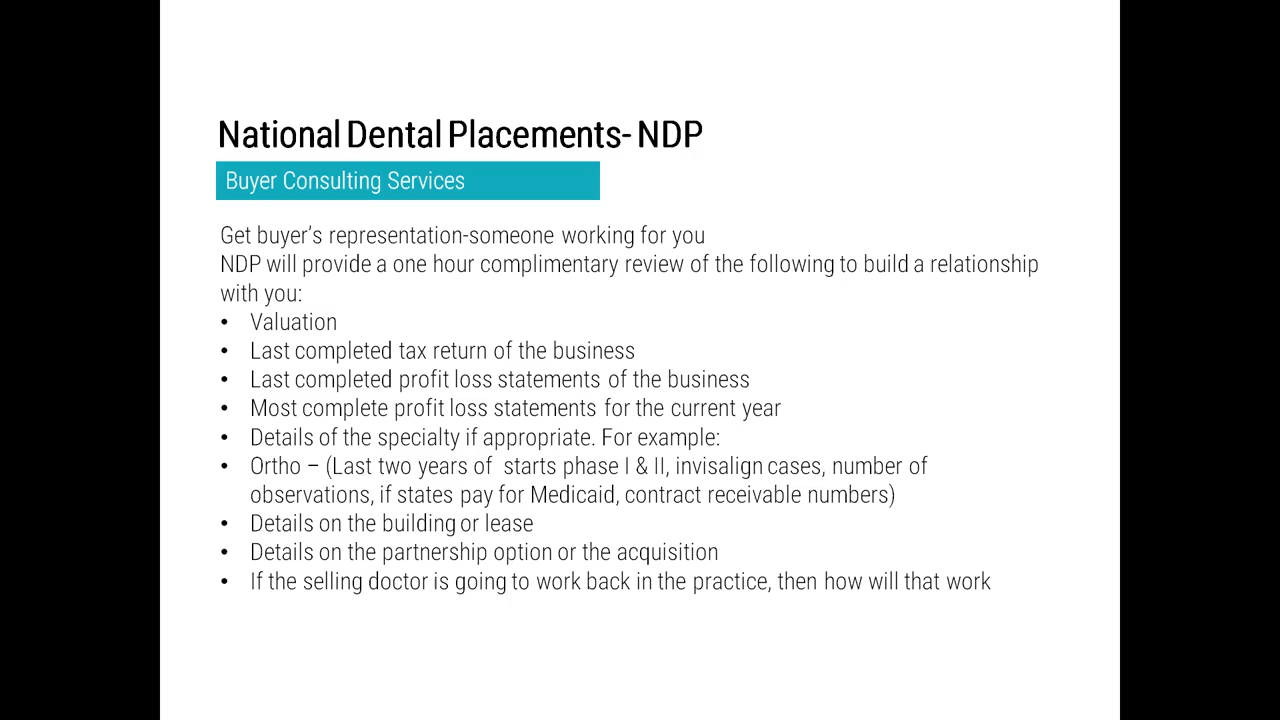 National Dental Placements- NDP
Buyer Consulting Services
Get buyer’s representation-someone working for you
NDP will provide a one hour complimentary review of the following to build a relationship
with you:
• Valuation
• Last completed tax return of the business
• Last completed profit loss statements of the business
• Most complete profit loss statements for the current year
• Details of the specialty if appropriate. For example:
• Ortho – (Last two years of starts phase I & II, invisalign cases, number of
observations, if states pay for Medicaid, contract receivable numbers)
• Details on the building or lease
• Details on the partnership option or the acquisition
• If the selling doctor is going to work back in the practice, then how will that work